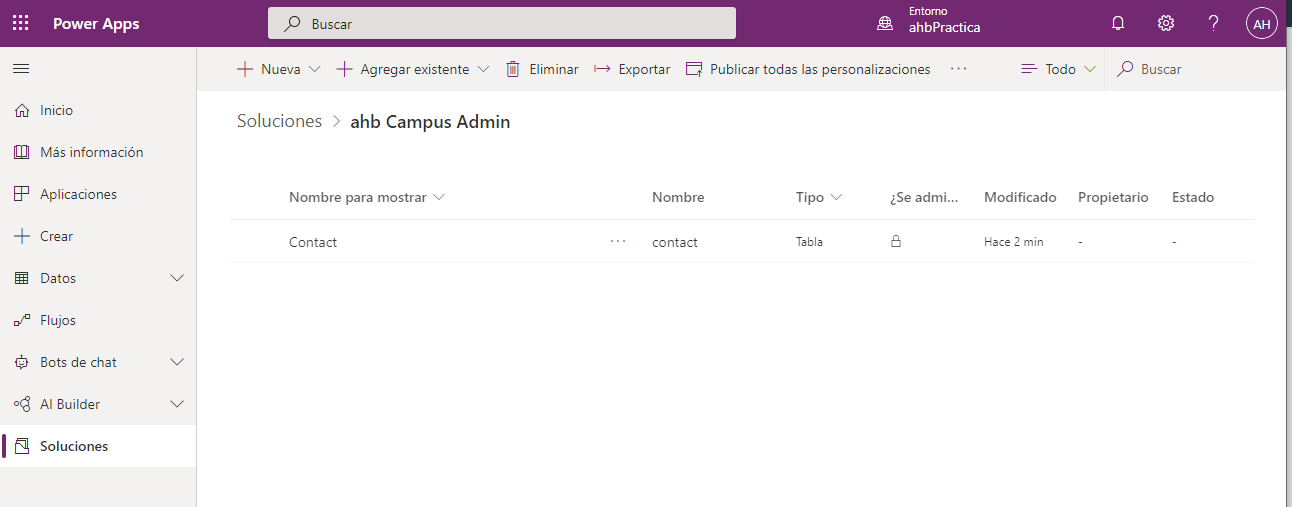 Power Apps
Buscar
Entorno
ahbPractica
AH
Nueva
Agregar existente
Eliminar
Exportar
Publicar todas las personalizaciones
Todo
Buscar
Inicio
Más información
Aplicaciones
Crear
Datos
Flujos
Bots de chat
AI Builder
Soluciones
Soluciones > ahb Campus Admin
Nombre para mostrar Nombre Tipo ¿Se admi... Modificado Propietario Estado
Contact ... contact Tabla Hace 2 min - -